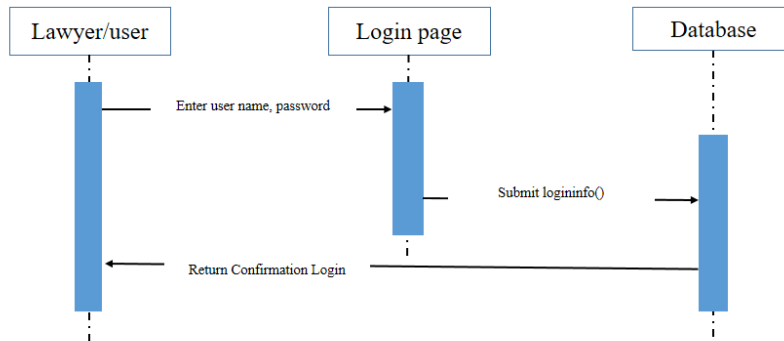 Lawyer/user
Login page
Database
Enter user name, password
Submit logininfo()
Return Confirmation Login